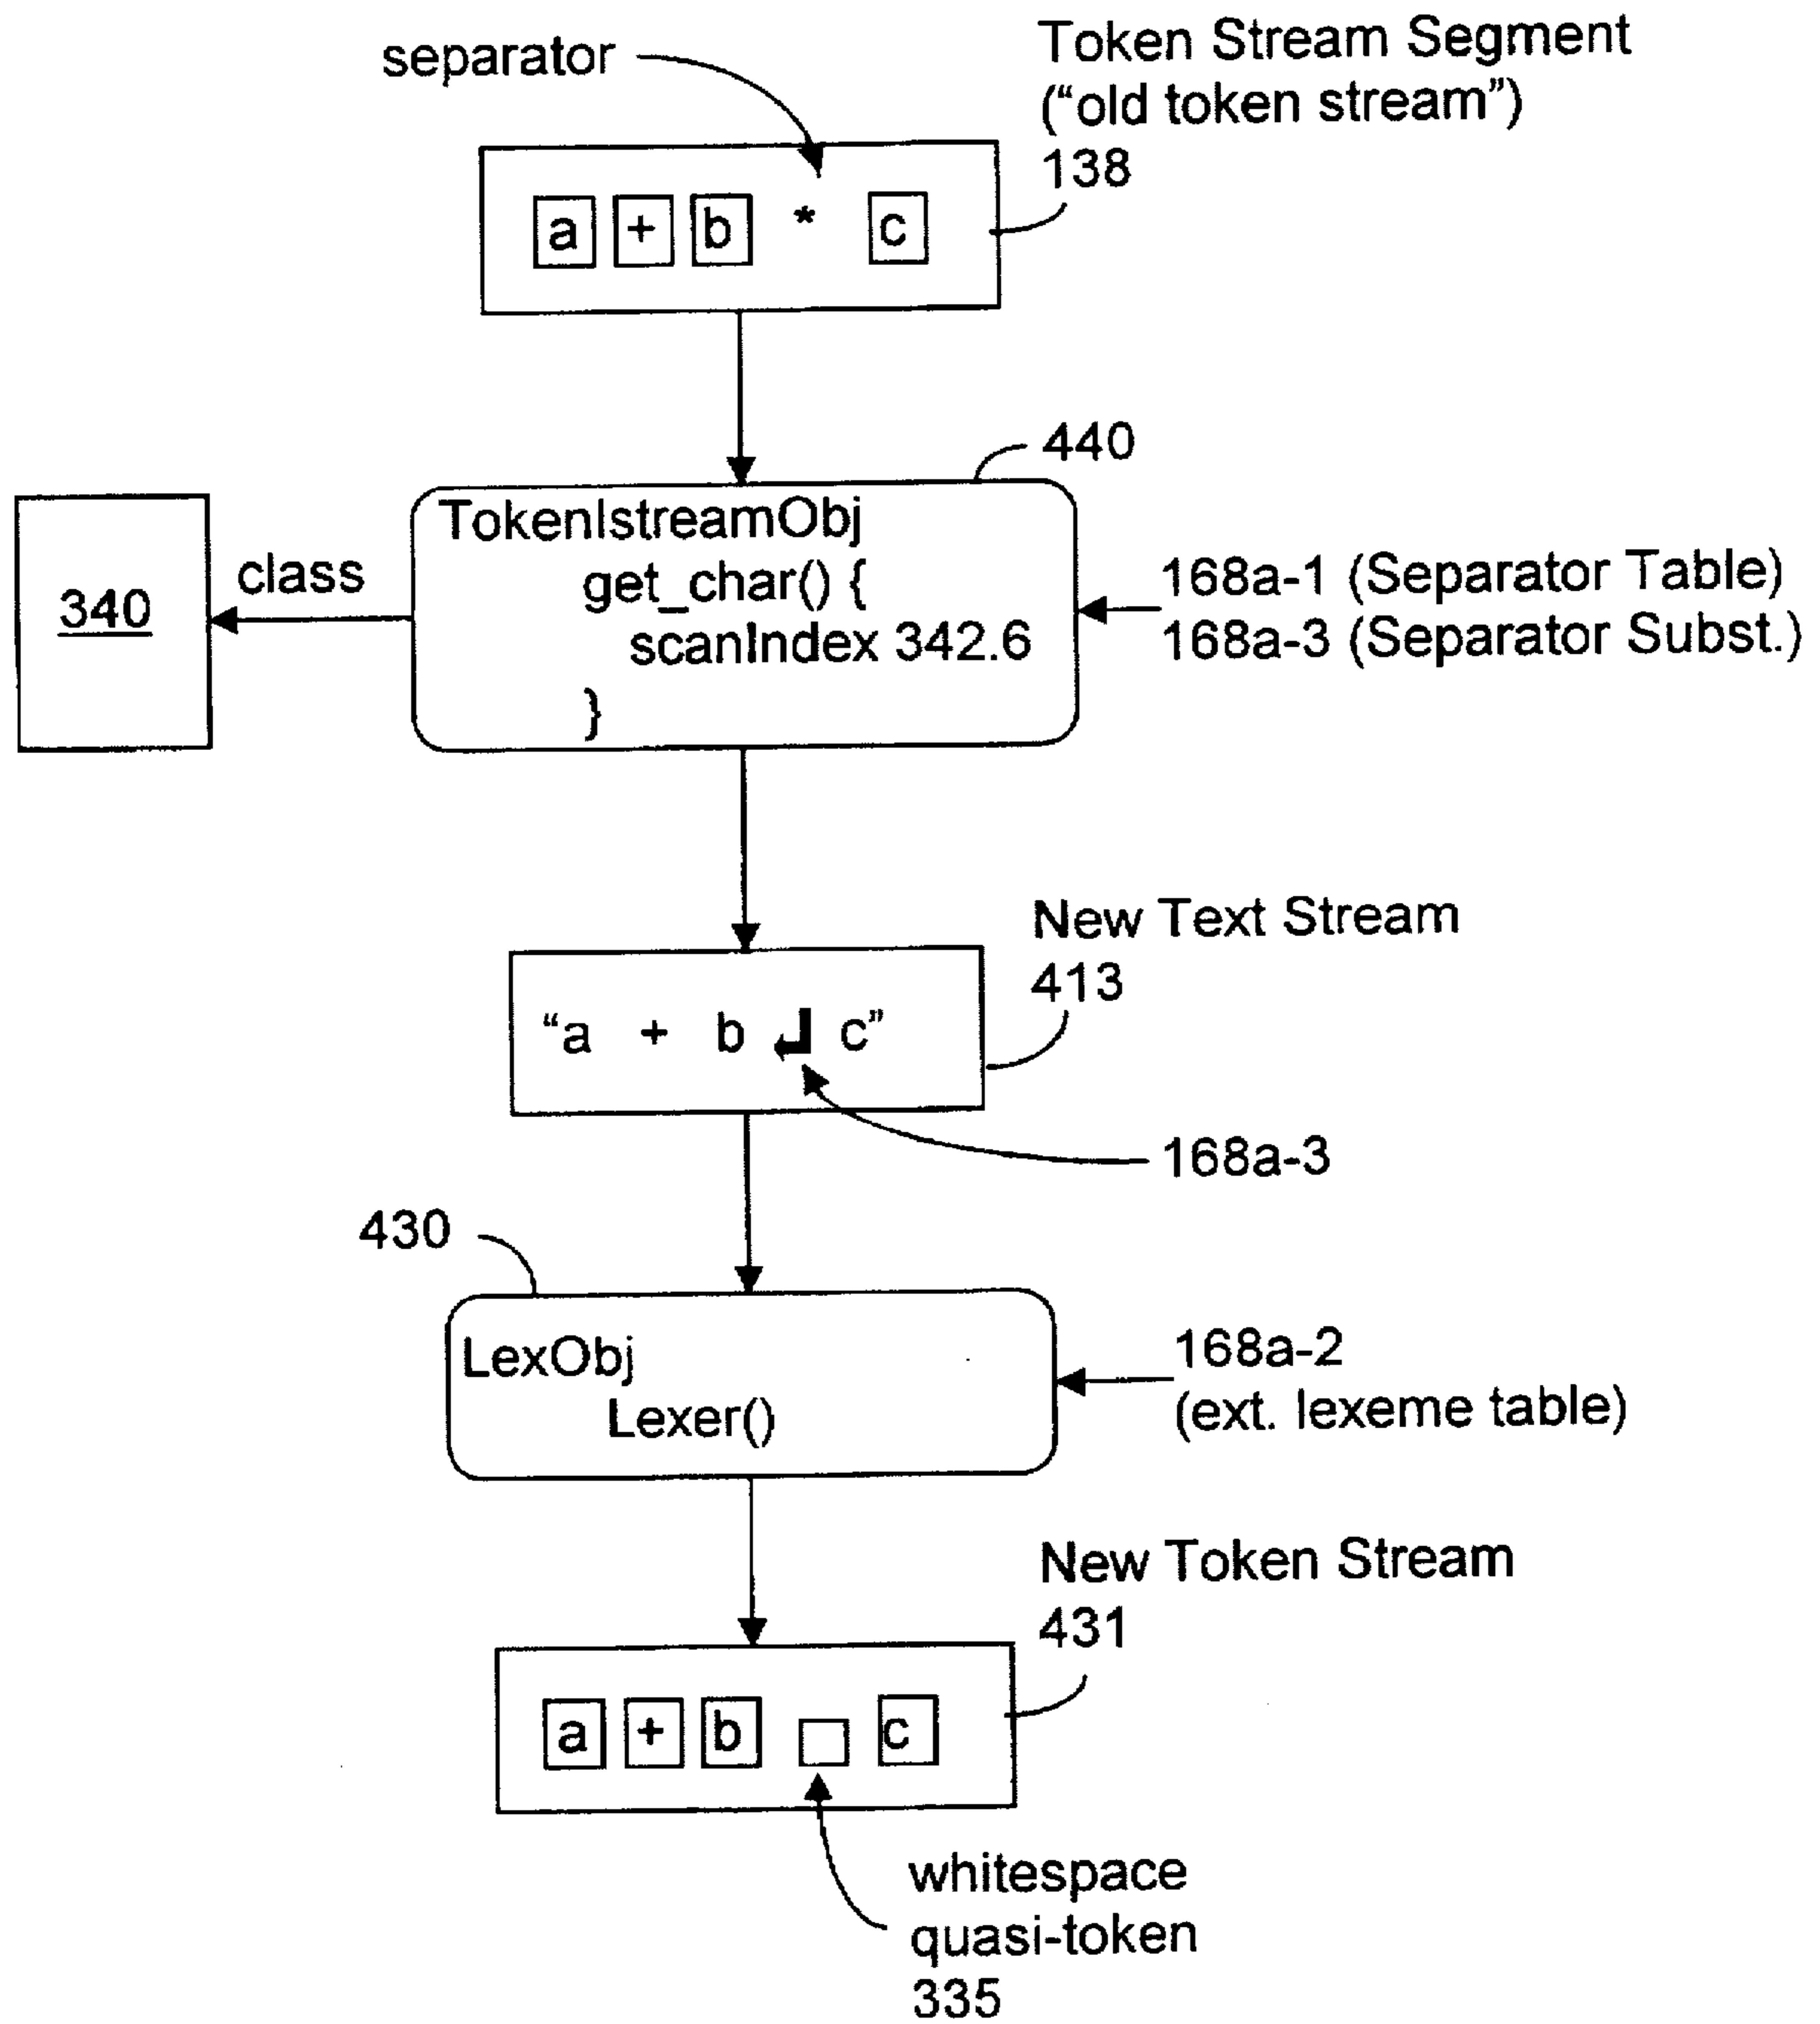 separator
Token Stream Segment
(“old token stream”)
138
a + b * c
440
TokenIstreamObj
get_char() {
scanIndex 342.6
}
class
340
168a-1 (Separator Table)
168a-3 (Separator Subst.)
New Text Stream
413
“a + b ↵ c”
168a-3
430
LexObj
Lexer()
168a-2
(ext. lexeme table)
New Token Stream
431
a + b c
whitespace
quasi-token
335